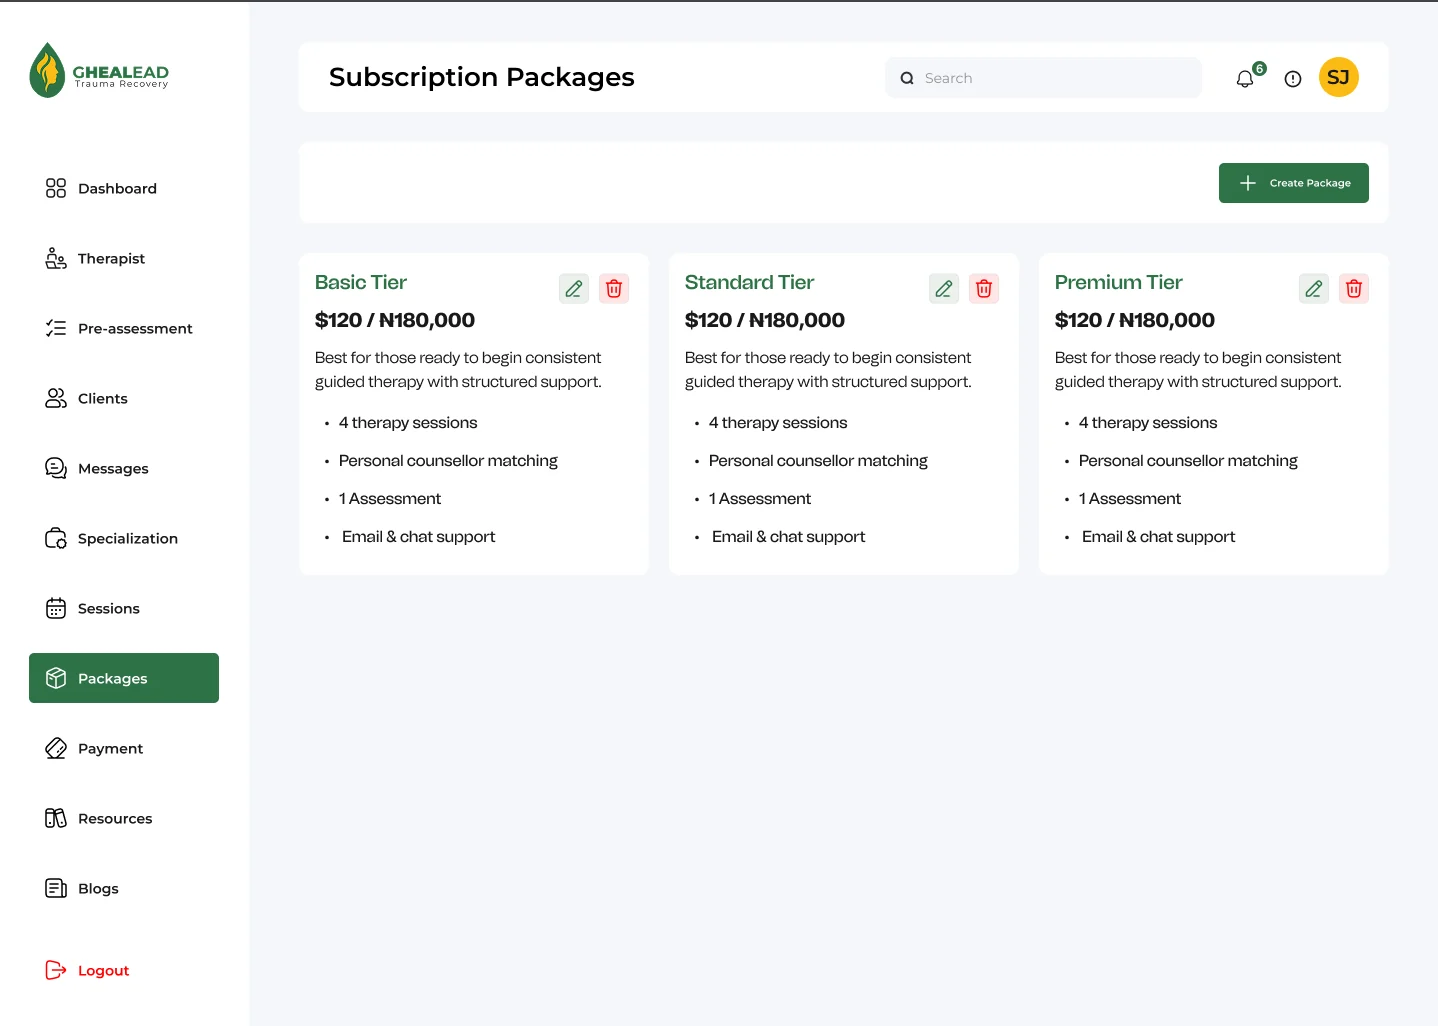 GHEALEAD
Trauma Recovery
Dashboard
Therapist
Pre-assessment
Clients
Messages
Specialization
Sessions
Packages
Payment
Resources
Blogs
Logout
Subscription Packages
Search
6
SJ
Create Package
Basic Tier
$120 / ₦180,000
Best for those ready to begin consistent
guided therapy with structured support.
• 4 therapy sessions
• Personal counsellor matching
• 1 Assessment
• Email & chat support
Standard Tier
$120 / ₦180,000
Best for those ready to begin consistent
guided therapy with structured support.
• 4 therapy sessions
• Personal counsellor matching
• 1 Assessment
• Email & chat support
Premium Tier
$120 / ₦180,000
Best for those ready to begin consistent
guided therapy with structured support.
• 4 therapy sessions
• Personal counsellor matching
• 1 Assessment
• Email & chat support